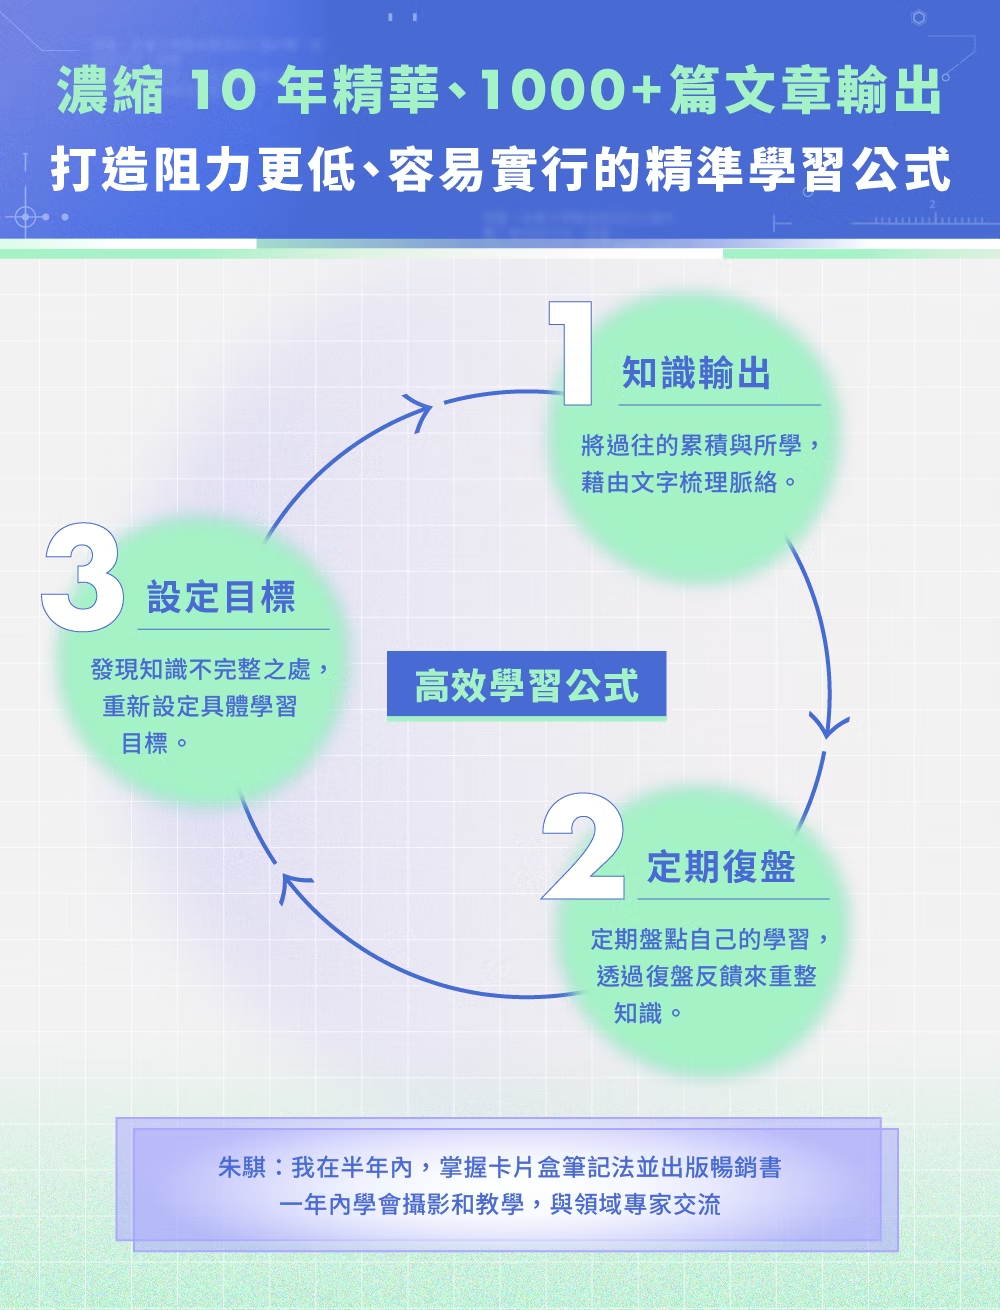 濃縮 10 年精華、1000+篇文章輸出
打造阻力更低、容易實行的精準學習公式
1
知識輸出
將過往的累積與所學，
藉由文字梳理脈絡。
3
設定目標
發現知識不完整之處，
重新設定具體學習
目標。
高效學習公式
2
定期復盤
定期盤點自己的學習，
透過復盤反饋來重整
知識。
朱騏：我在半年內，掌握卡片盒筆記法並出版暢銷書
一年內學會攝影和教學，與領域專家交流